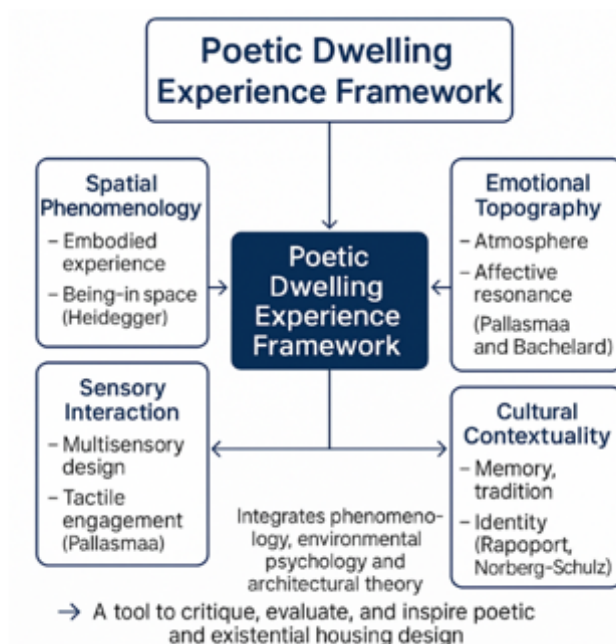 Poetic Dwelling
Experience Framework
Spatial
Phenomenology
– Embodied
experience
– Being-in space
(Heidegger)
Emotional
Topography
– Atmosphere
– Affective
resonance
(Pallasmaa
and Bachelard)
Poetic
Dwelling
Experience
Framework
Sensory
Interaction
– Multisensory
design
– Tactile
engagement
(Pallasmaa)
Cultural
Contextuality
– Memory,
tradition
– Identity
(Rapoport,
Norberg-Schulz)
Integrates phenomeno-
logy, environmental
psychology and
architectural theory
→ A tool to critique, evaluate, and inspire poetic
and existential housing design